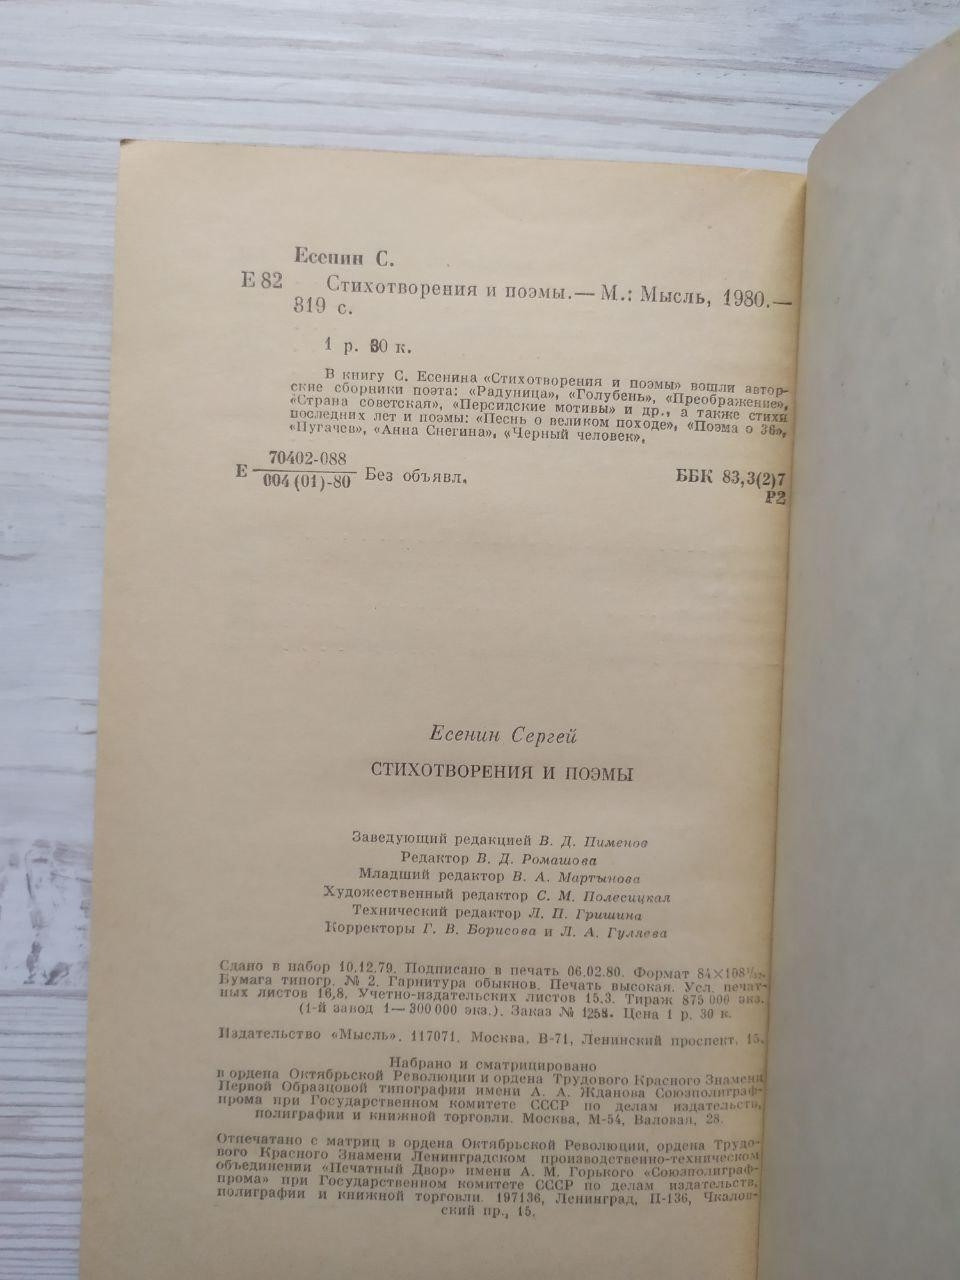 Есенин С.
Е 82 Стихотворения и поэмы.— М.: Мысль, 1980.—
319 с.
1 р. 30 к.
В книгу С. Есенина «Стихотворения и поэмы» вошли автор-
ские сборники поэта: «Радуница», «Голубень», «Преображение»,
«Страна советская», «Персидские мотивы» и др., а также стихи
последних лет и поэмы: «Песнь о великом походе», «Поэма о 36»,
«Пугачев», «Анна Снегина», «Черный человек».
Е 70402-088
004 (01)-80 Без объявл. ББК 83,3(2)7
Р2
Есенин Сергей
СТИХОТВОРЕНИЯ И ПОЭМЫ
Заведующий редакцией В. Д. Пименов
Редактор В. Д. Ромашова
Младший редактор В. А. Мартынова
Художественный редактор С. М. Полесицкая
Технический редактор Л. П. Гришина
Корректоры Г. В. Борисова и Л. А. Гуляева
Сдано в набор 10.12.79. Подписано в печать 06.02.80. Формат 84×108 1/32.
Бумага типогр. № 2. Гарнитура обыкнов. Печать высокая. Усл. печат-
ных листов 16,8. Учетно-издательских листов 15.3. Тираж 875 000 экз.
(1-й завод 1—300 000 экз.). Заказ № 1258. Цена 1 р. 30 к.
Издательство «Мысль». 117071. Москва, В-71, Ленинский проспект, 15.
Набрано и сматрицировано
в ордена Октябрьской Революции и ордена Трудового Красного Знамени
Первой Образцовой типографии имени А. А. Жданова Союзполиграф-
прома при Государственном комитете СССР по делам издательств,
полиграфии и книжной торговли. Москва, М-54, Валовая, 28.
Отпечатано с матриц в ордена Октябрьской Революции, ордена Трудо-
вого Красного Знамени Ленинградском производственно-техническом
объединении «Печатный Двор» имени А. М. Горького «Союзполиграф-
прома» при Государственном комитете СССР по делам издательств,
полиграфии и книжной торговли. 197136, Ленинград, П-136, Чкалов-
ский пр., 15.